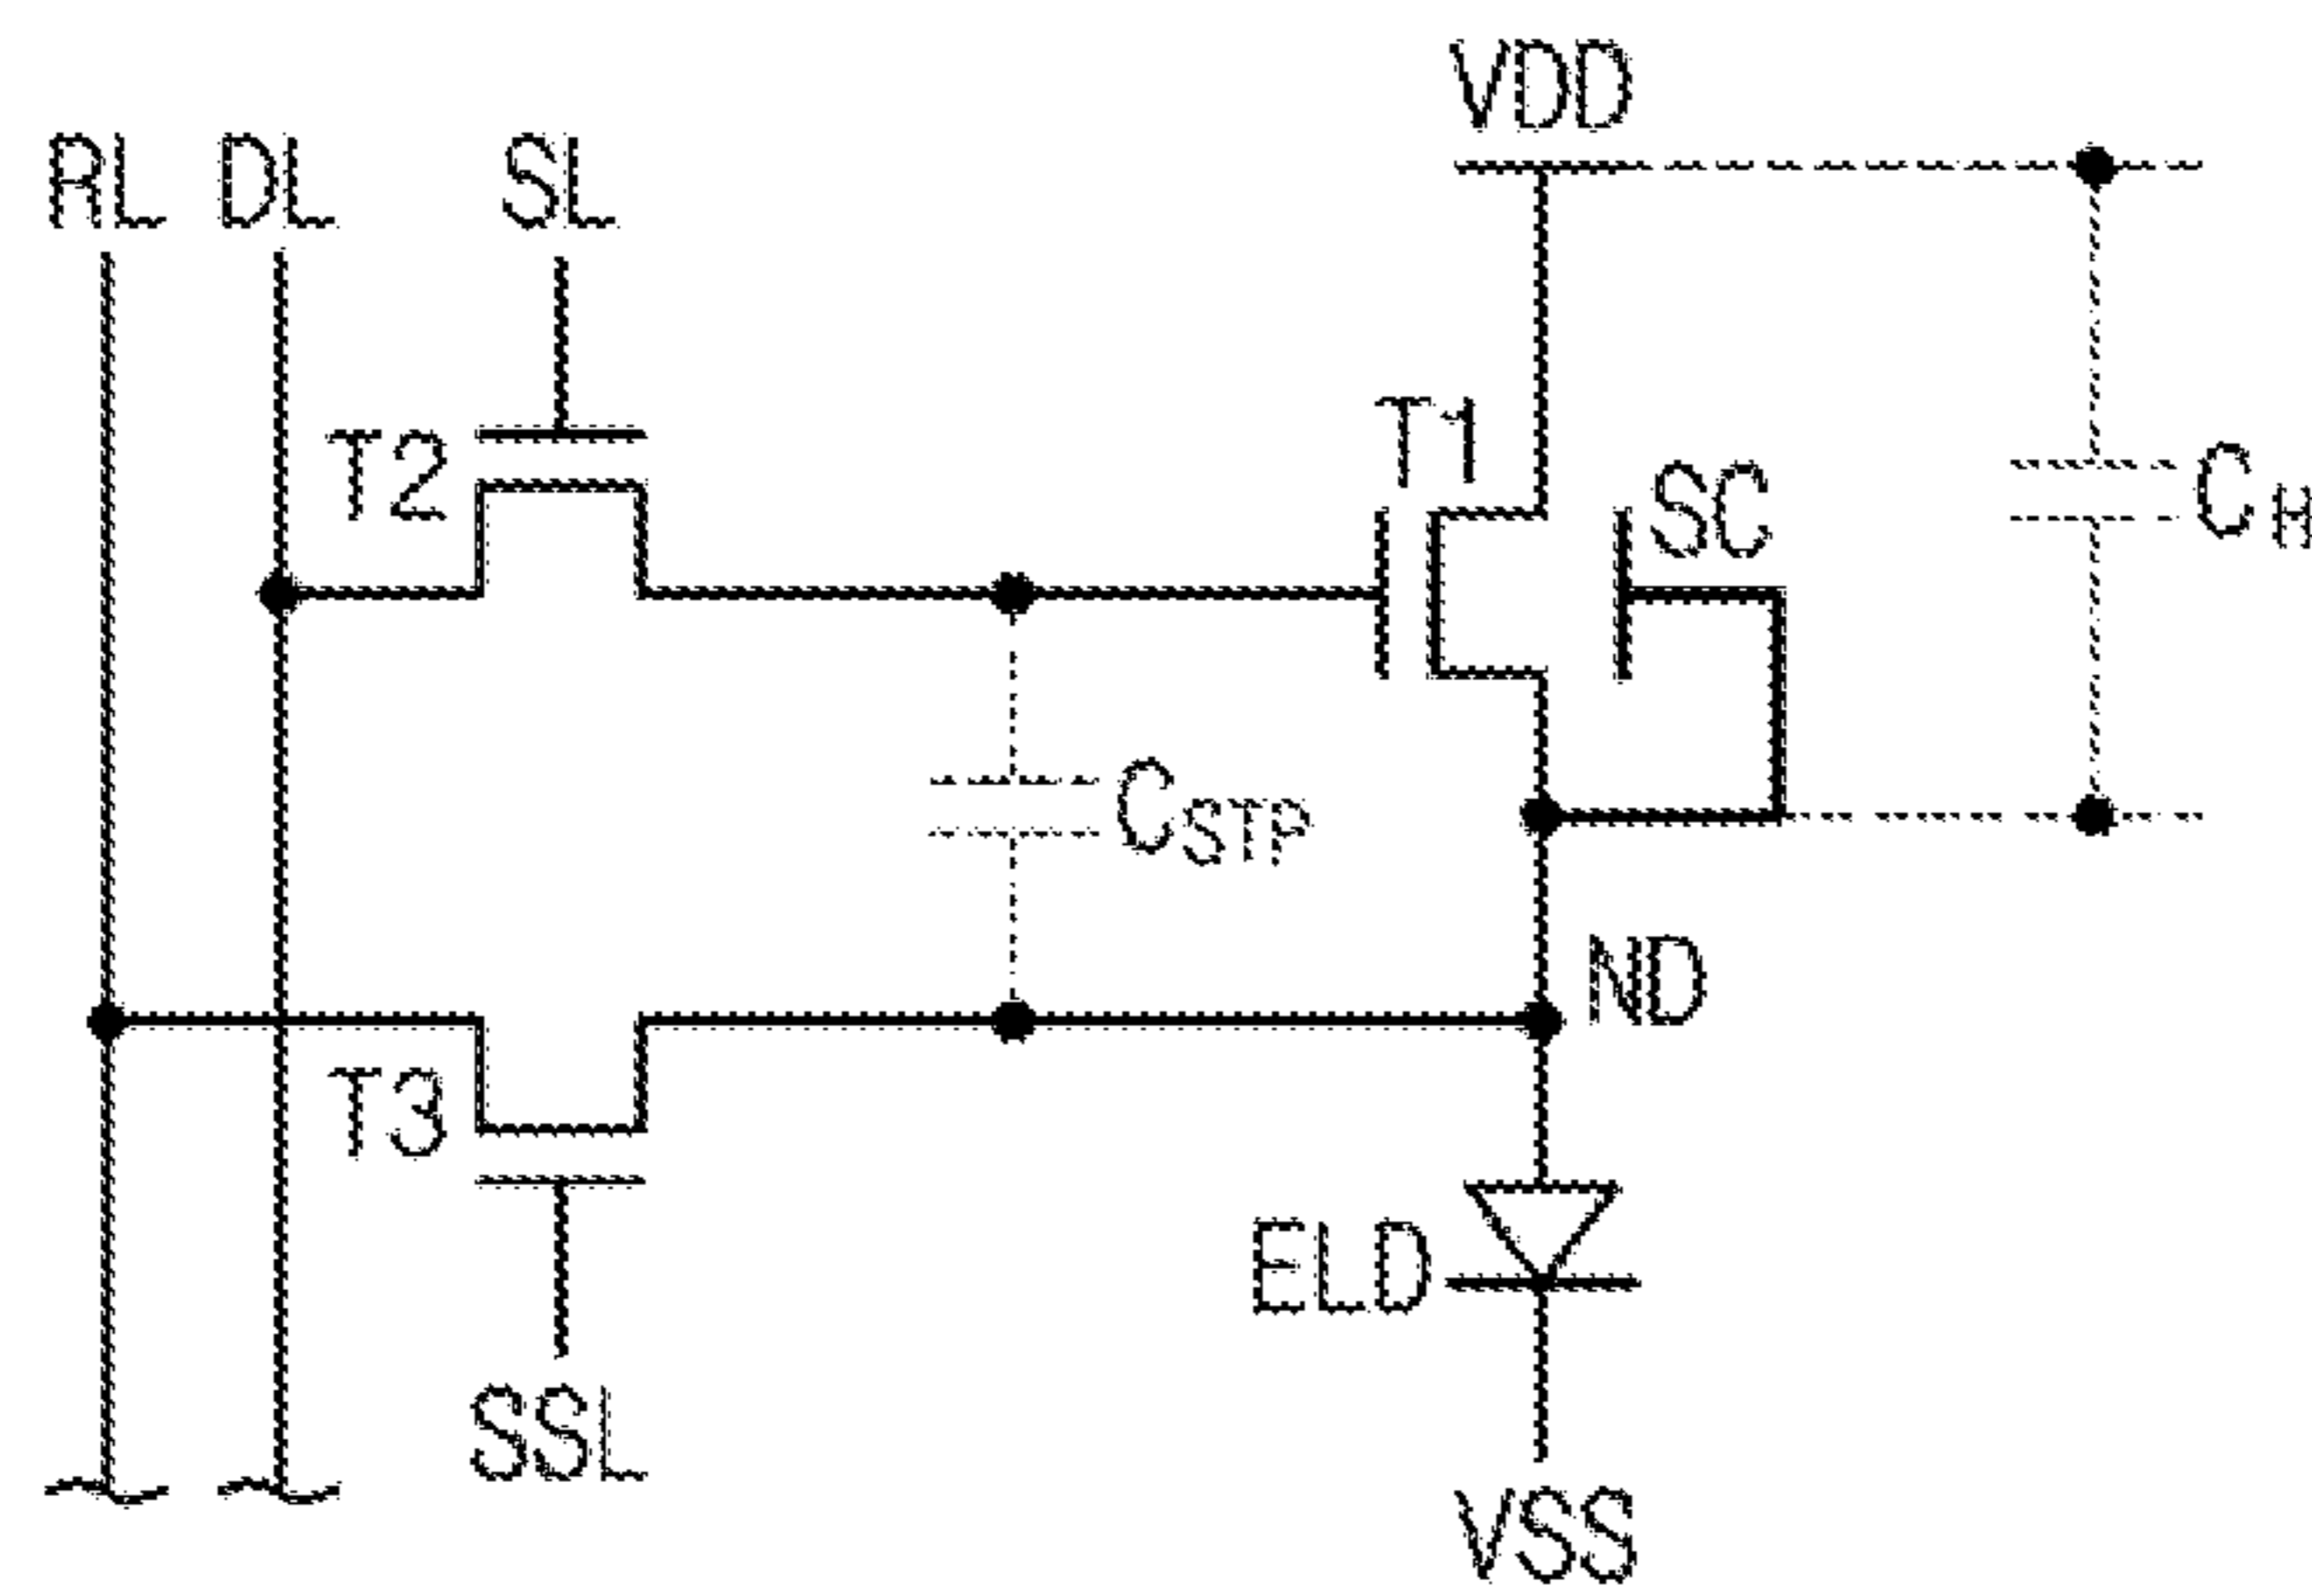 VDD
RL DL SL
T2
T1
SC
CH
CSTP
ND
T3
ELD
SSL
VSS